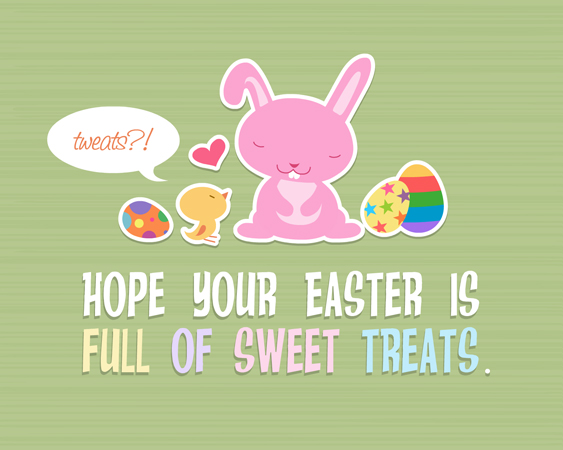 tweats?!
HOPE YOUR EASTER IS
FULL OF SWEET TREATS.